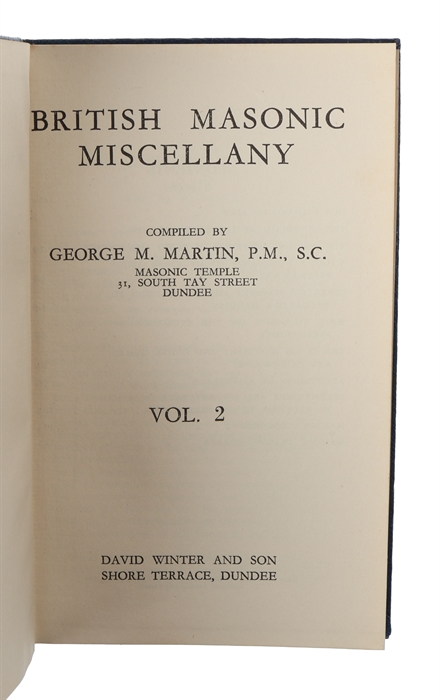 BRITISH MASONIC
MISCELLANY
COMPILED BY
GEORGE M. MARTIN, P.M., S.C.
MASONIC TEMPLE
31, SOUTH TAY STREET
DUNDEE
VOL. 2
DAVID WINTER AND SON
SHORE TERRACE, DUNDEE